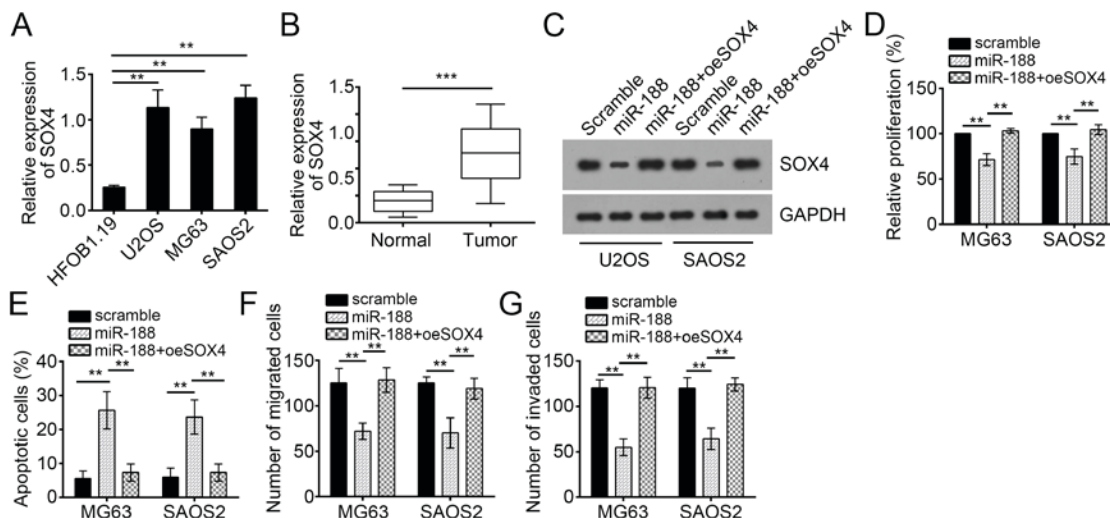 A
Relative expression
of SOX4
1.5
1.0
0.5
0.0
**
**
**
HFOB1.19
U2OS
MG63
SAOS2
B
Relative expression
of SOX4
1.5
1.0
0.5
0.0
***
Normal
Tumor
C
Scramble
miR-188
miR-188+oeSOX4
Scramble
miR-188
miR-188+oeSOX4
SOX4
GAPDH
U2OS
SAOS2
D
Relative proliferation (%)
scramble
miR-188
miR-188+oeSOX4
150
100
50
0
** **
** **
MG63
SAOS2
E
Apoptotic cells (%)
scramble
miR-188
miR-188+oeSOX4
40
30
20
10
0
** **
** **
MG63
SAOS2
F
Number of migrated cells
scramble
miR-188
miR-188+oeSOX4
150
100
50
0
** **
** **
MG63
SAOS2
G
Number of invaded cells
scramble
miR-188
miR-188+oeSOX4
150
100
50
0
** **
** **
MG63
SAOS2